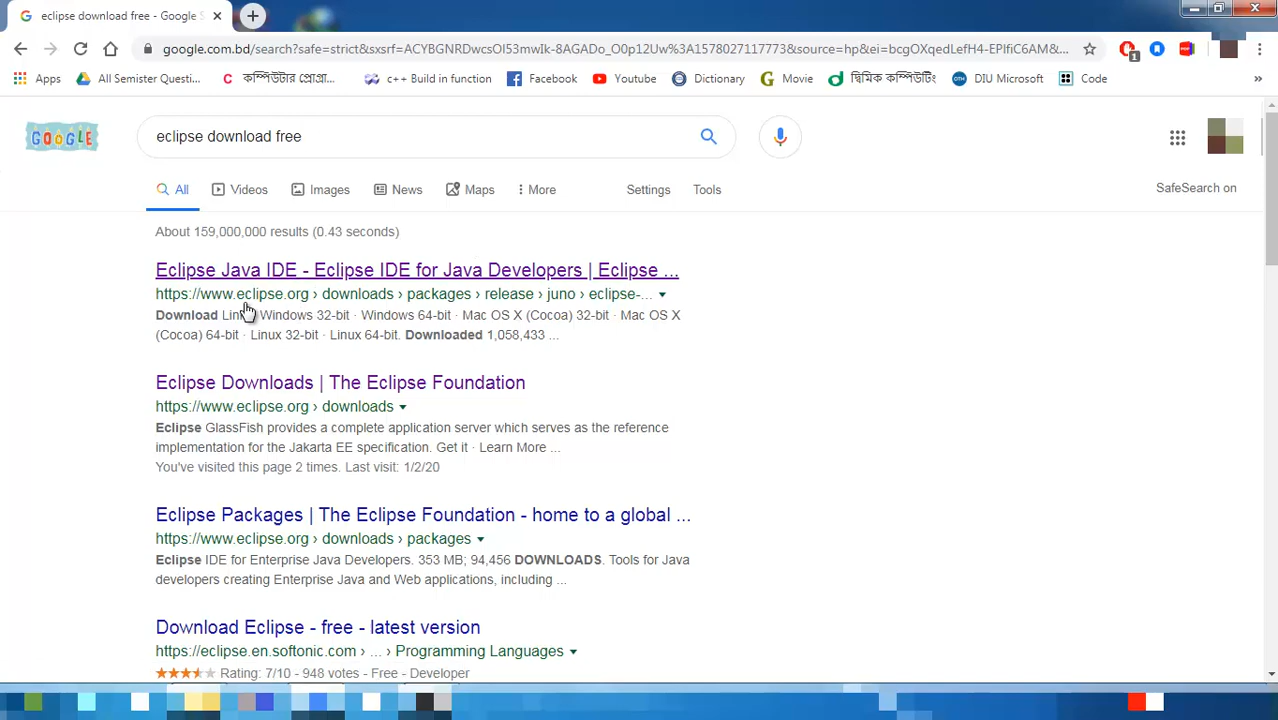 eclipse download free - Google S
google.com.bd/search?safe=strict&sxsrf=ACYBGNRDwcsOI53mwIk-8AGADo_O0p12Uw%3A1578027117773&source=hp&ei=bcgOXqedLefH4-EPIfiC6AM&...
1
Apps All Semister Questi... কম্পিউটার প্রোগ্রা... c++ Build in function Facebook Youtube Dictionary Movie দ্বিমিক কম্পিউটিং DIU Microsoft Code »
GOOGLE eclipse download free
All Videos Images News Maps More Settings Tools SafeSearch on
About 159,000,000 results (0.43 seconds)
Eclipse Java IDE - Eclipse IDE for Java Developers | Eclipse ...
https://www.eclipse.org › downloads › packages › release › juno › eclipse-...
Download Windows 32-bit · Windows 64-bit · Mac OS X (Cocoa) 32-bit · Mac OS X
(Cocoa) 64-bit · Linux 32-bit · Linux 64-bit. Downloaded 1,058,433 ...
Eclipse Downloads | The Eclipse Foundation
https://www.eclipse.org › downloads
Eclipse GlassFish provides a complete application server which serves as the reference
implementation for the Jakarta EE specification. Get it · Learn More ...
You've visited this page 2 times. Last visit: 1/2/20
Eclipse Packages | The Eclipse Foundation - home to a global ...
https://www.eclipse.org › downloads › packages
Eclipse IDE for Enterprise Java Developers. 353 MB; 94,456 DOWNLOADS. Tools for Java
developers creating Enterprise Java and Web applications, including ...
Download Eclipse - free - latest version
https://eclipse.en.softonic.com › ... › Programming Languages
Rating: 7/10 - 948 votes - Free - Developer